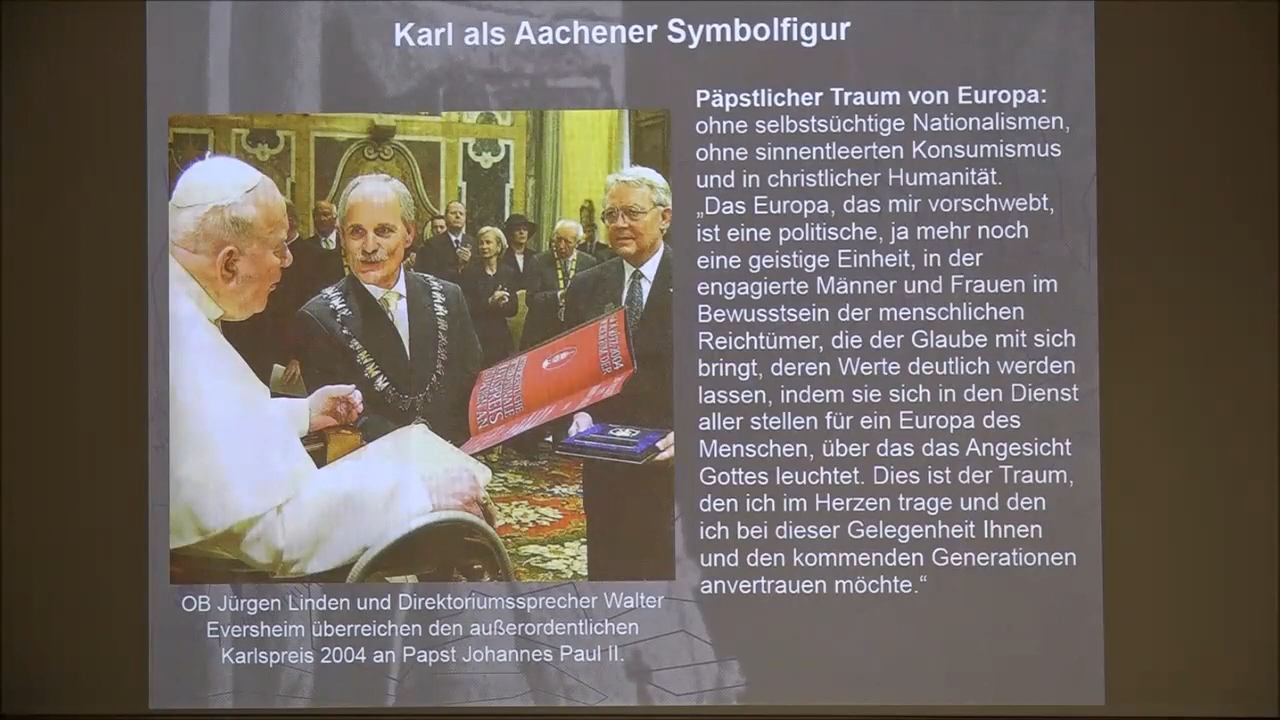 Karl als Aachener Symbolfigur
Päpstlicher Traum von Europa:
ohne selbstsüchtige Nationalismen,
ohne sinnentleerten Konsumismus
und in christlicher Humanität.
„Das Europa, das mir vorschwebt,
ist eine politische, ja mehr noch
eine geistige Einheit, in der
engagierte Männer und Frauen im
Bewusstsein der menschlichen
Reichtümer, die der Glaube mit sich
bringt, deren Werte deutlich werden
lassen, indem sie sich in den Dienst
aller stellen für ein Europa des
Menschen, über das das Angesicht
Gottes leuchtet. Dies ist der Traum,
den ich im Herzen trage und den
ich bei dieser Gelegenheit Ihnen
und den kommenden Generationen
anvertrauen möchte.“
OB Jürgen Linden und Direktoriumssprecher Walter
Eversheim überreichen den außerordentlichen
Karlspreis 2004 an Papst Johannes Paul II.